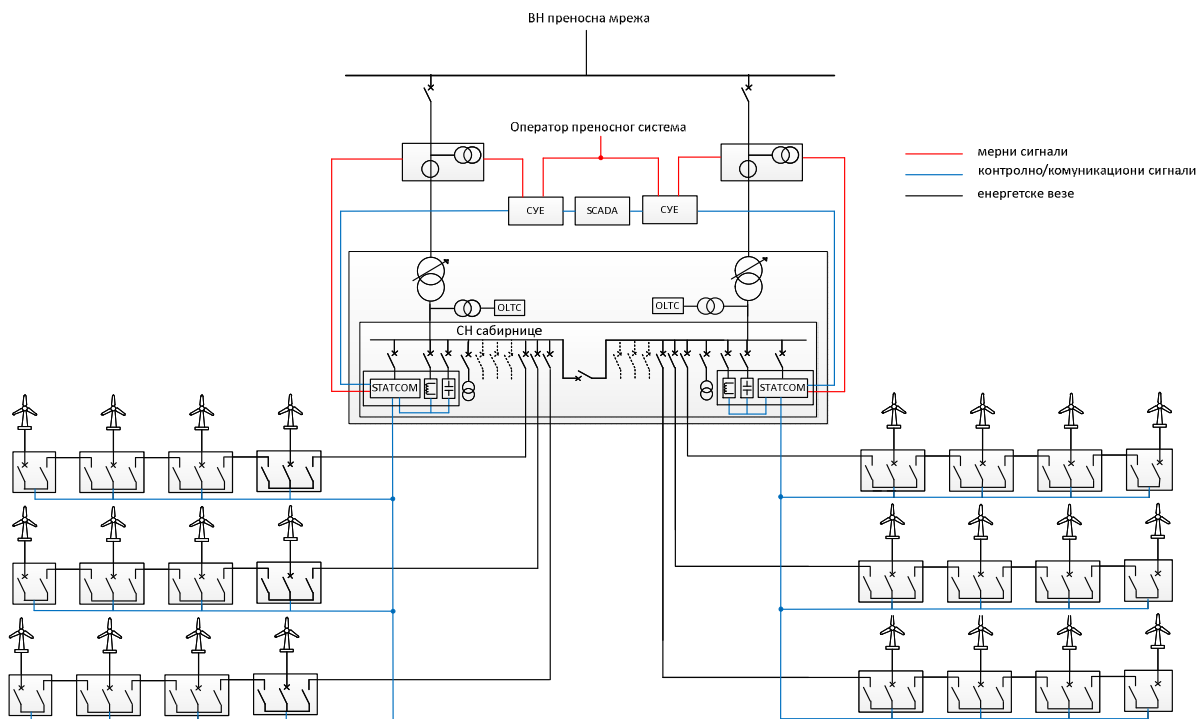 ВН преносна мрежа
Оператор преносног система
мерни сигнали
контролно/комуникациони сигнали
енергетске везе
СУЕ
SCADA
СУЕ
OLTC
OLTC
СН сабирнице
STATCOM
STATCOM